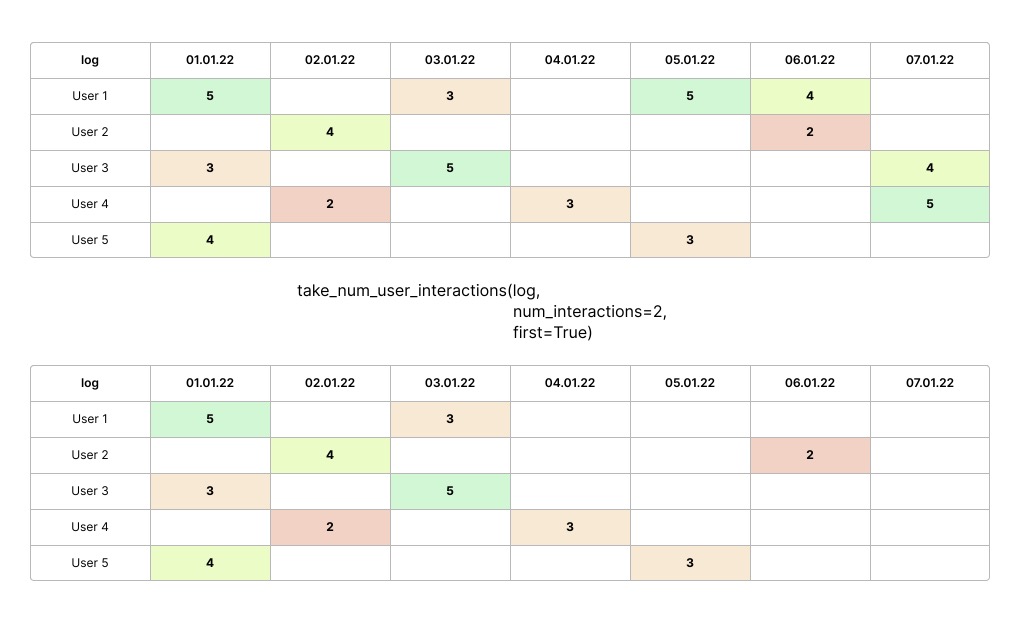 log 01.01.22 02.01.22 03.01.22 04.01.22 05.01.22 06.01.22 07.01.22
User 1 5 3 5 4
User 2 4 2
User 3 3 5 4
User 4 2 3 5
User 5 4 3
take_num_user_interactions(log,
num_interactions=2,
first=True)
log 01.01.22 02.01.22 03.01.22 04.01.22 05.01.22 06.01.22 07.01.22
User 1 5 3
User 2 4 2
User 3 3 5
User 4 2 3
User 5 4 3